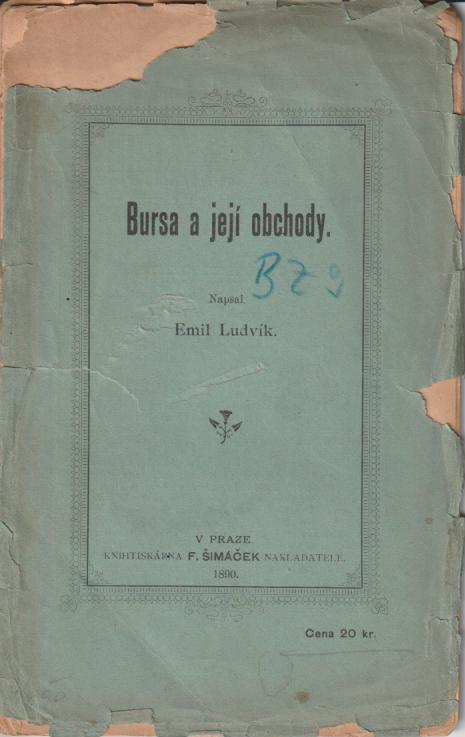 Bursa a její obchody.
BZ9
Napsal
Emil Ludvík.
V PRAZE.
KNIHTISKÁRNA F. ŠIMÁČEK NAKLADATELE.
1890.
Cena 20 kr.